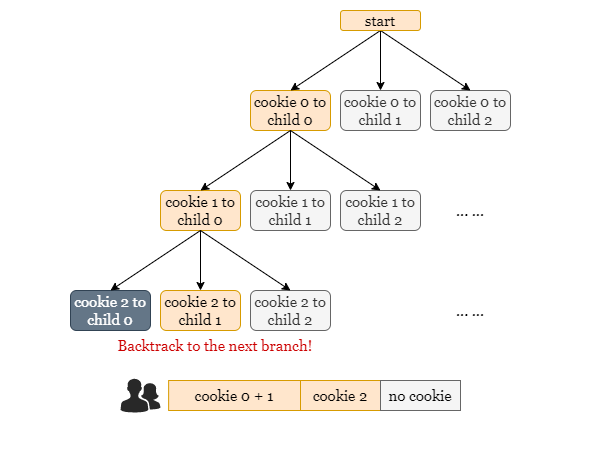 start
cookie 0 to
child 0
cookie 0 to
child 1
cookie 0 to
child 2
cookie 1 to
child 0
cookie 1 to
child 1
cookie 1 to
child 2
... ...
cookie 2 to
child 0
cookie 2 to
child 1
cookie 2 to
child 2
... ...
Backtrack to the next branch!
cookie 0 + 1
cookie 2
no cookie